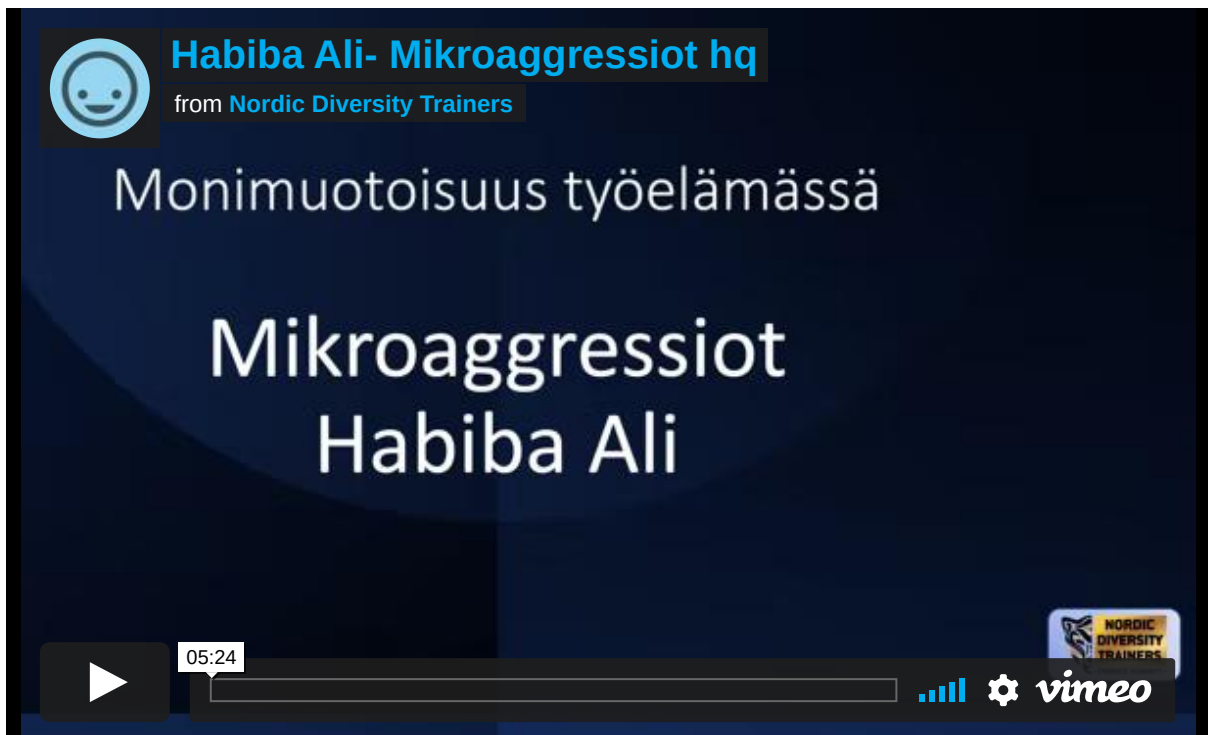 Habiba Ali- Mikroaggressiot hq
from Nordic Diversity Trainers
Monimuotoisuus työelämässä
Mikroaggressiot
Habiba Ali
NORDIC
DIVERSITY
TRAINERS
05:24
vimeo